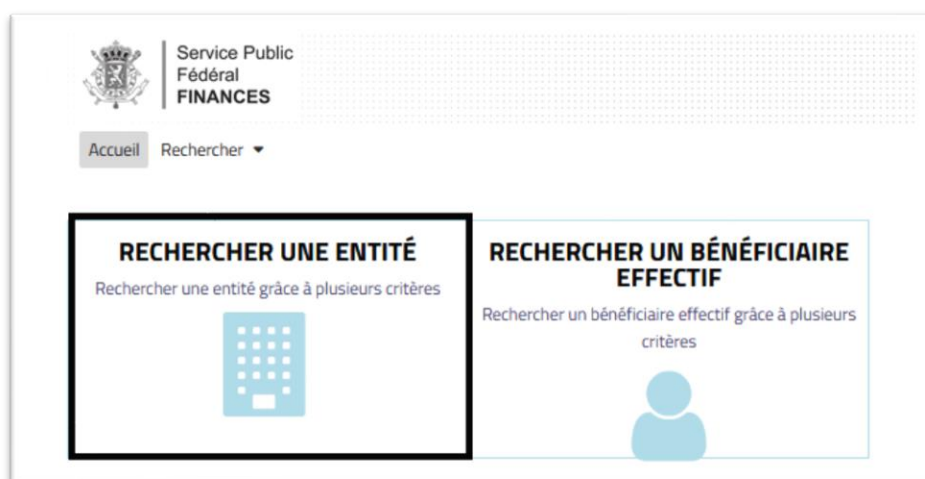 Service Public
Fédéral
FINANCES
Accueil Rechercher
RECHERCHER UNE ENTITÉ
Rechercher une entité grâce à plusieurs critères
RECHERCHER UN BÉNÉFICIAIRE
EFFECTIF
Rechercher un bénéficiaire effectif grâce à plusieurs
critères